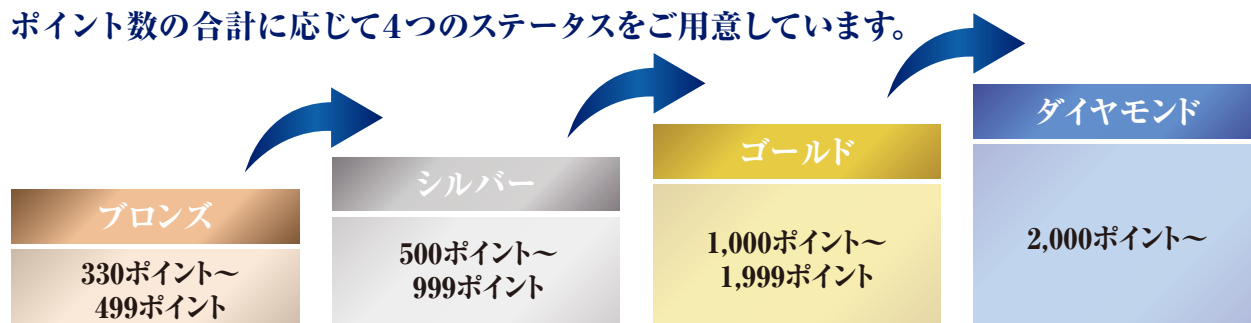 ポイント数の合計に応じて4つのステータスをご用意しています。
ブロンズ
330ポイント〜
499ポイント
シルバー
500ポイント〜
999ポイント
ゴールド
1,000ポイント〜
1,999ポイント
ダイヤモンド
2,000ポイント〜